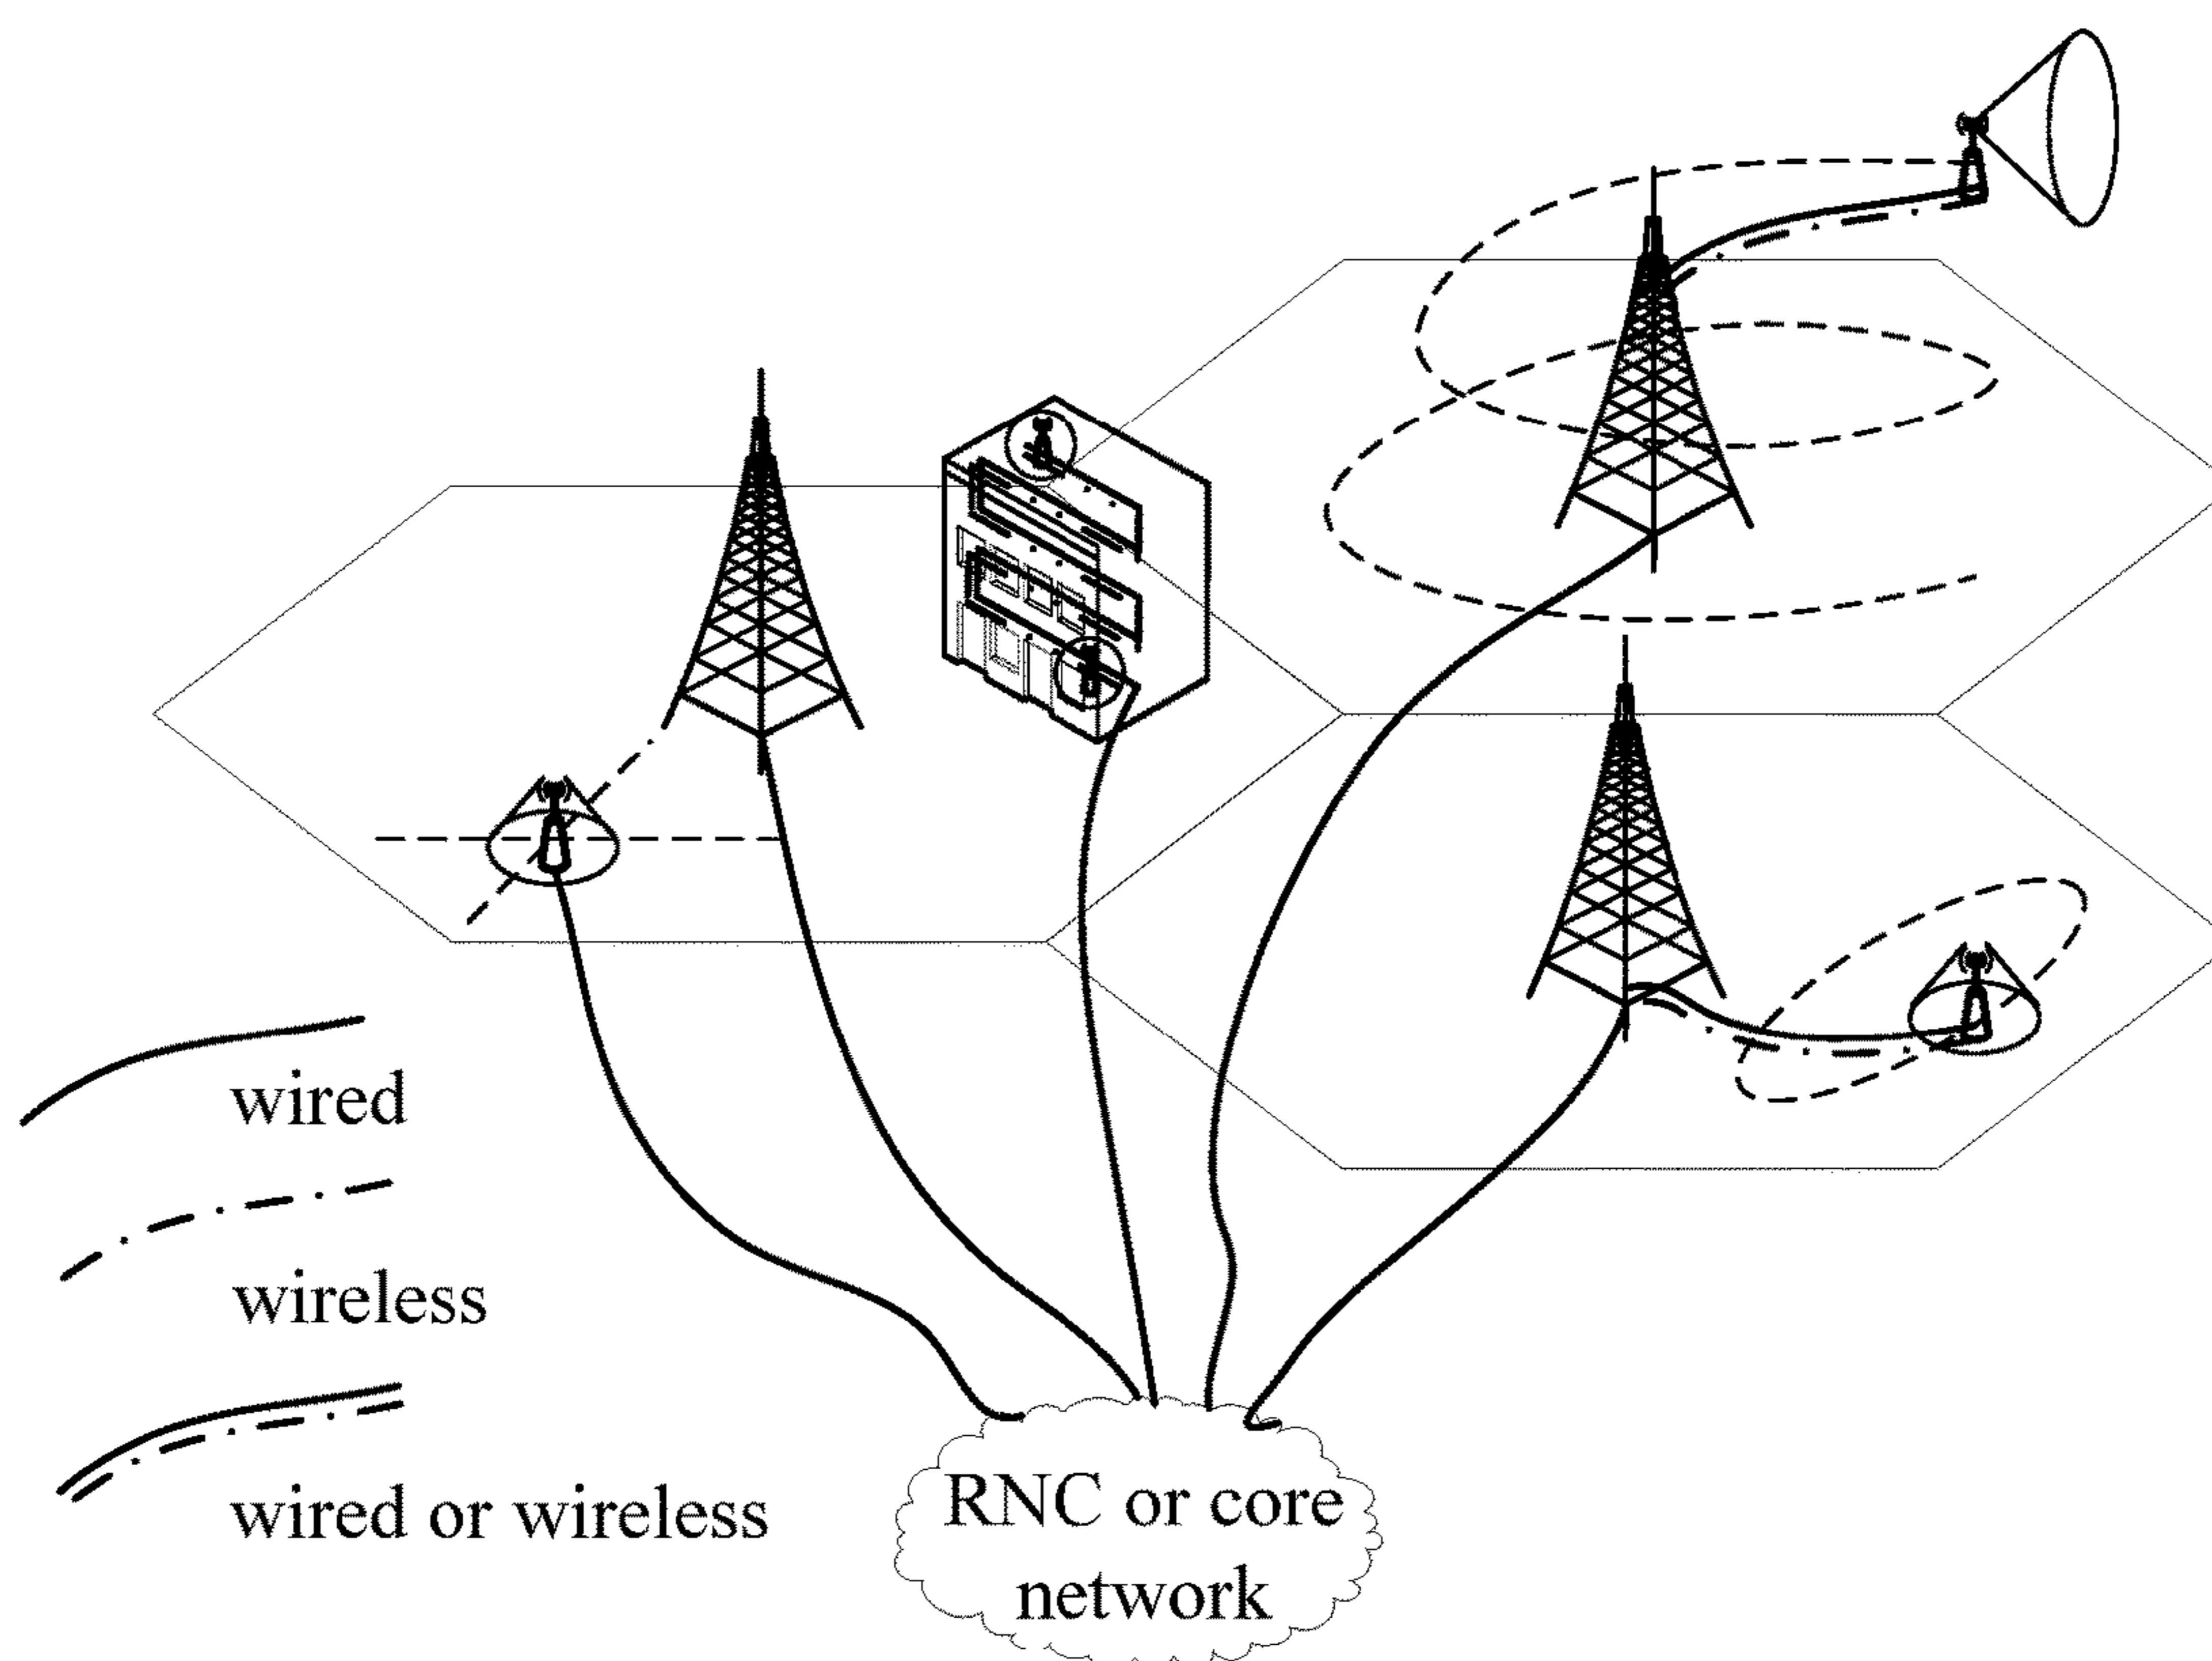 wired
wireless
wired or wireless
RNC or core
network